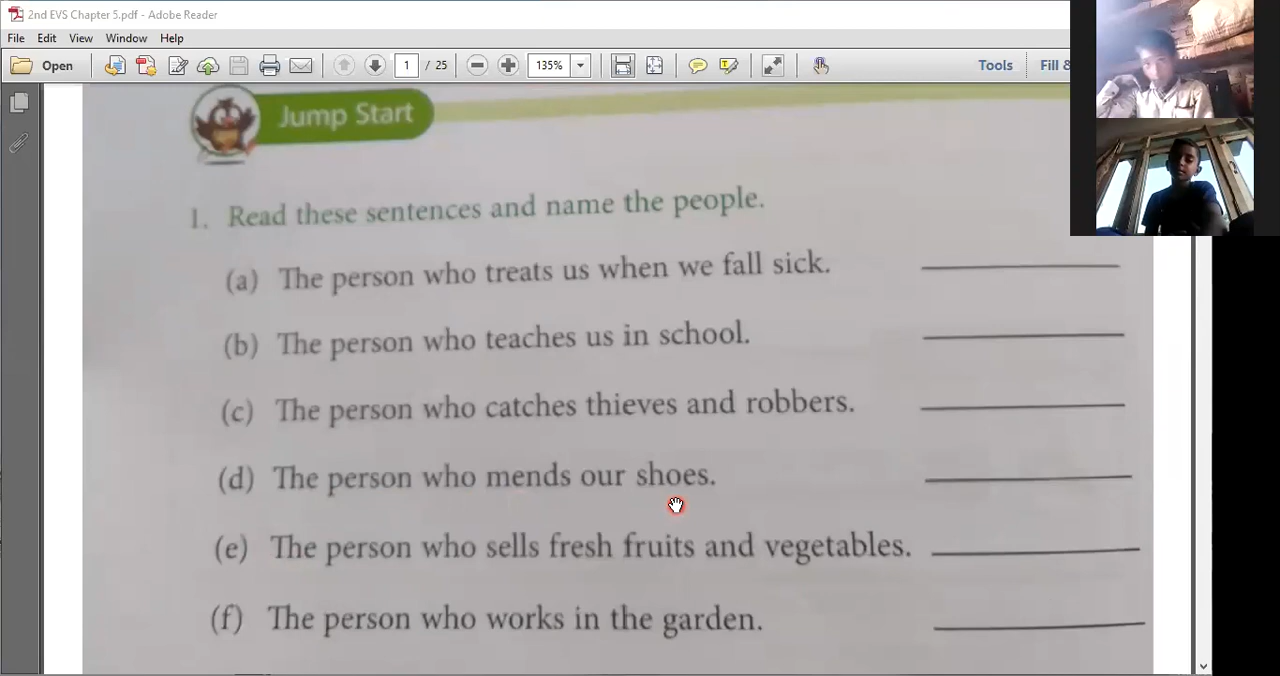 2nd EVS Chapter 5.pdf - Adobe Reader
File Edit View Window Help
Open 1 / 25 135% Tools Fill &
Jump Start
1. Read these sentences and name the people.
(a) The person who treats us when we fall sick.
(b) The person who teaches us in school.
(c) The person who catches thieves and robbers.
(d) The person who mends our shoes.
(e) The person who sells fresh fruits and vegetables.
(f) The person who works in the garden.